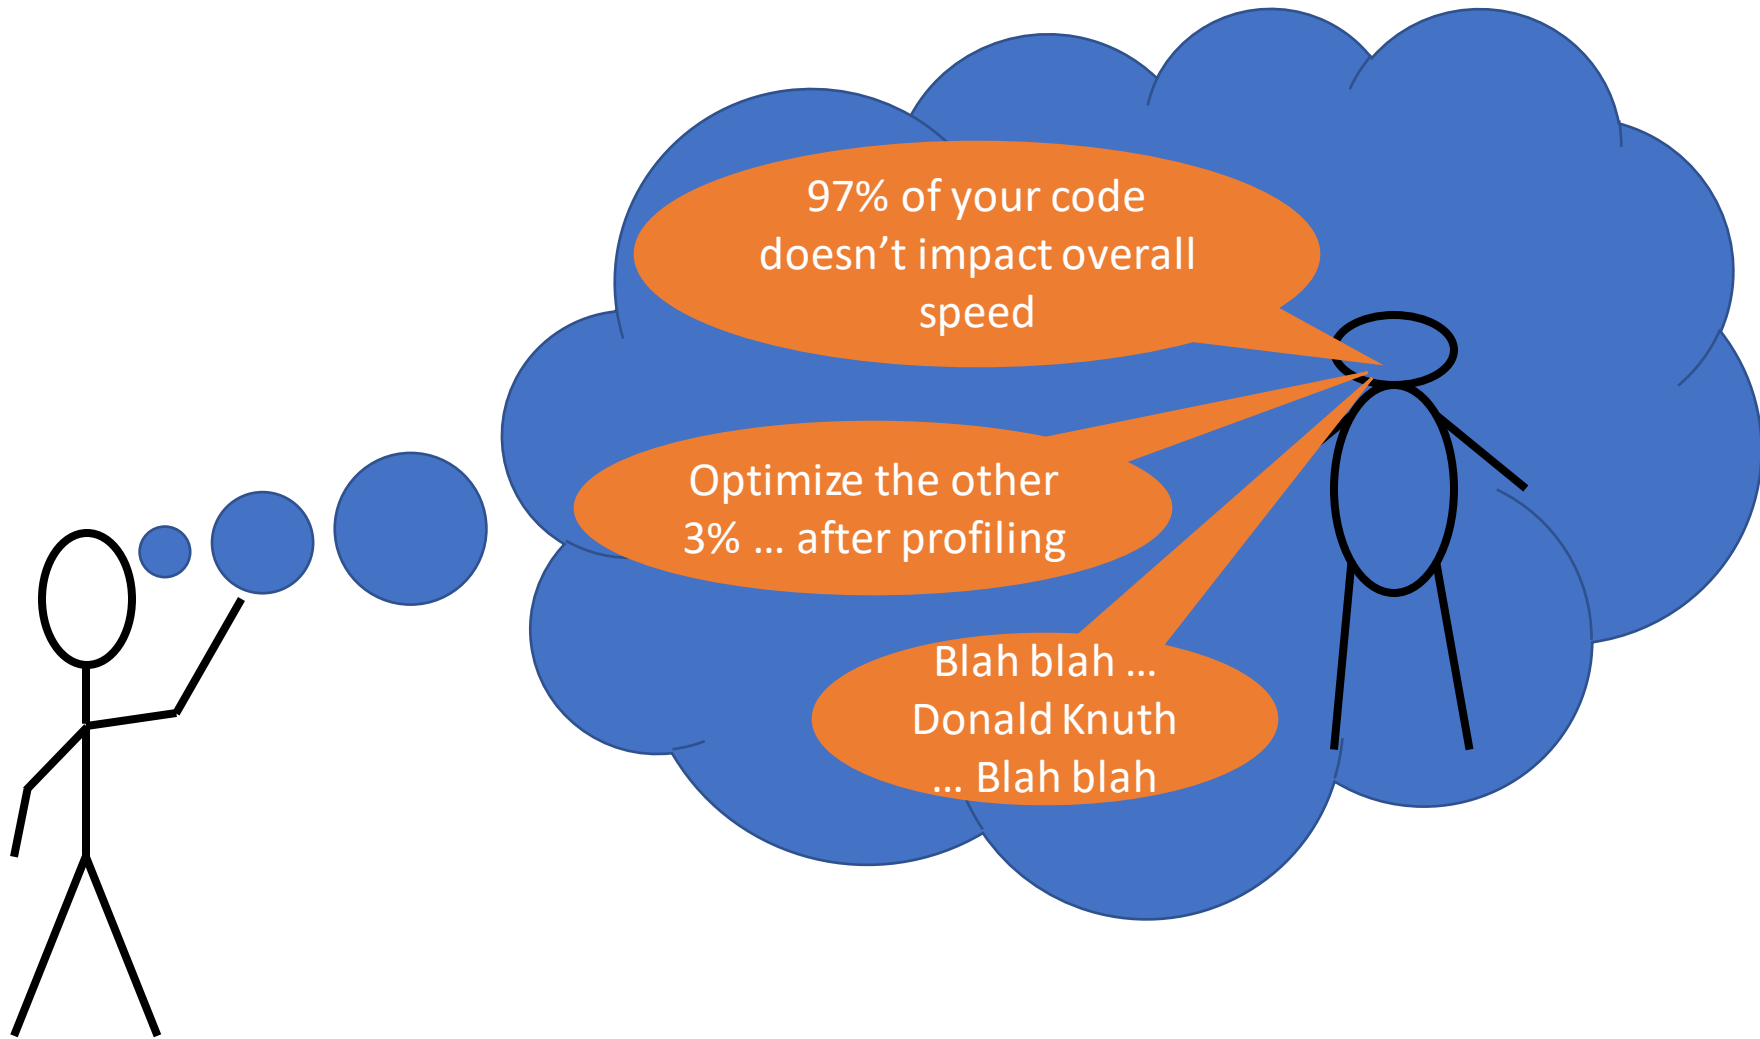 97% of your code
doesn’t impact overall
speed
Optimize the other
3% … after profiling
Blah blah …
Donald Knuth
… Blah blah